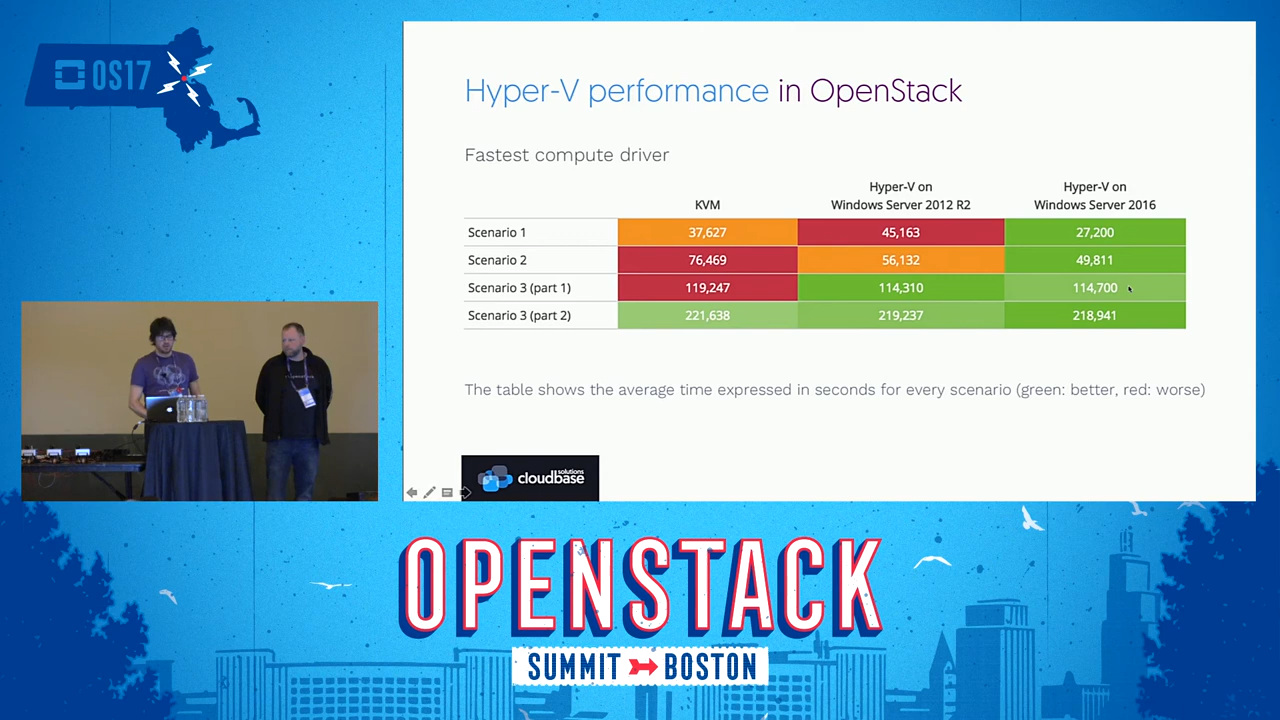 OS17
Hyper-V performance in OpenStack
Fastest compute driver
KVM
Hyper-V on
Windows Server 2012 R2
Hyper-V on
Windows Server 2016
Scenario 1 37,627 45,163 27,200
Scenario 2 76,469 56,132 49,811
Scenario 3 (part 1) 119,247 114,310 114,700
Scenario 3 (part 2) 221,638 219,237 218,941
The table shows the average time expressed in seconds for every scenario (green: better, red: worse)
cloudbase
solutions
OPENSTACK
SUMMIT BOSTON